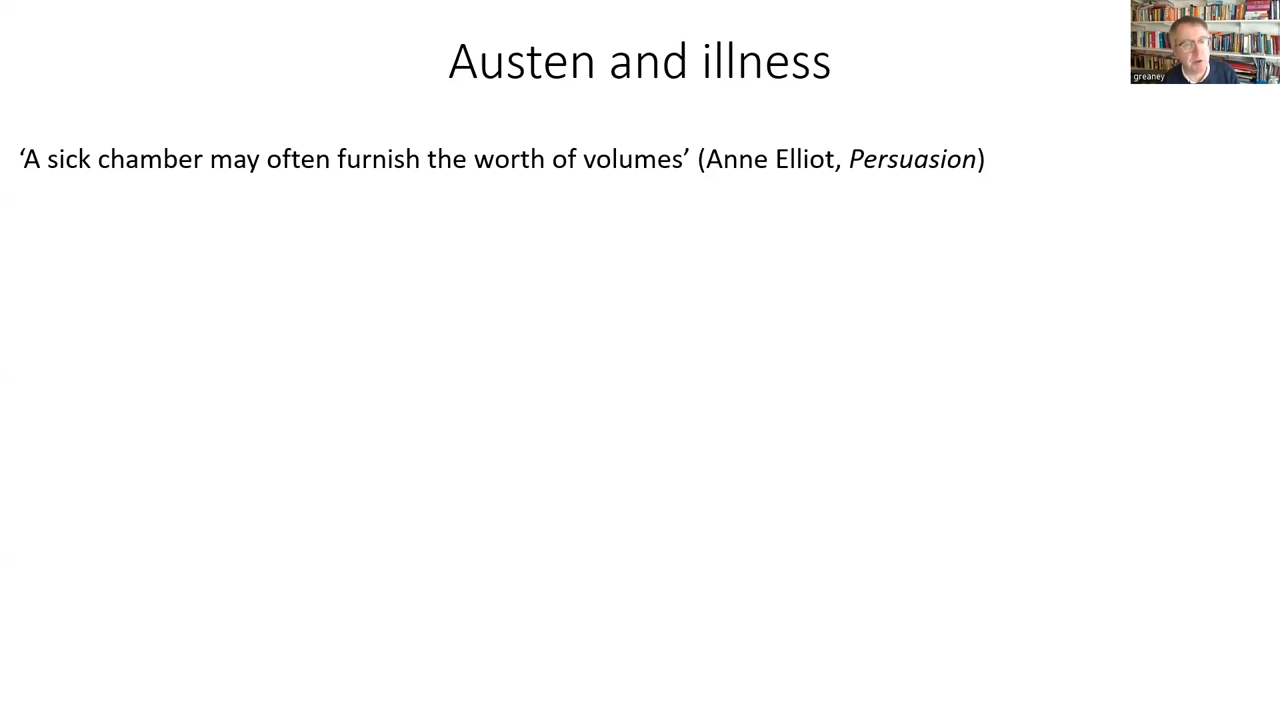 Austen and illness
greaney
‘A sick chamber may often furnish the worth of volumes’ (Anne Elliot, Persuasion)